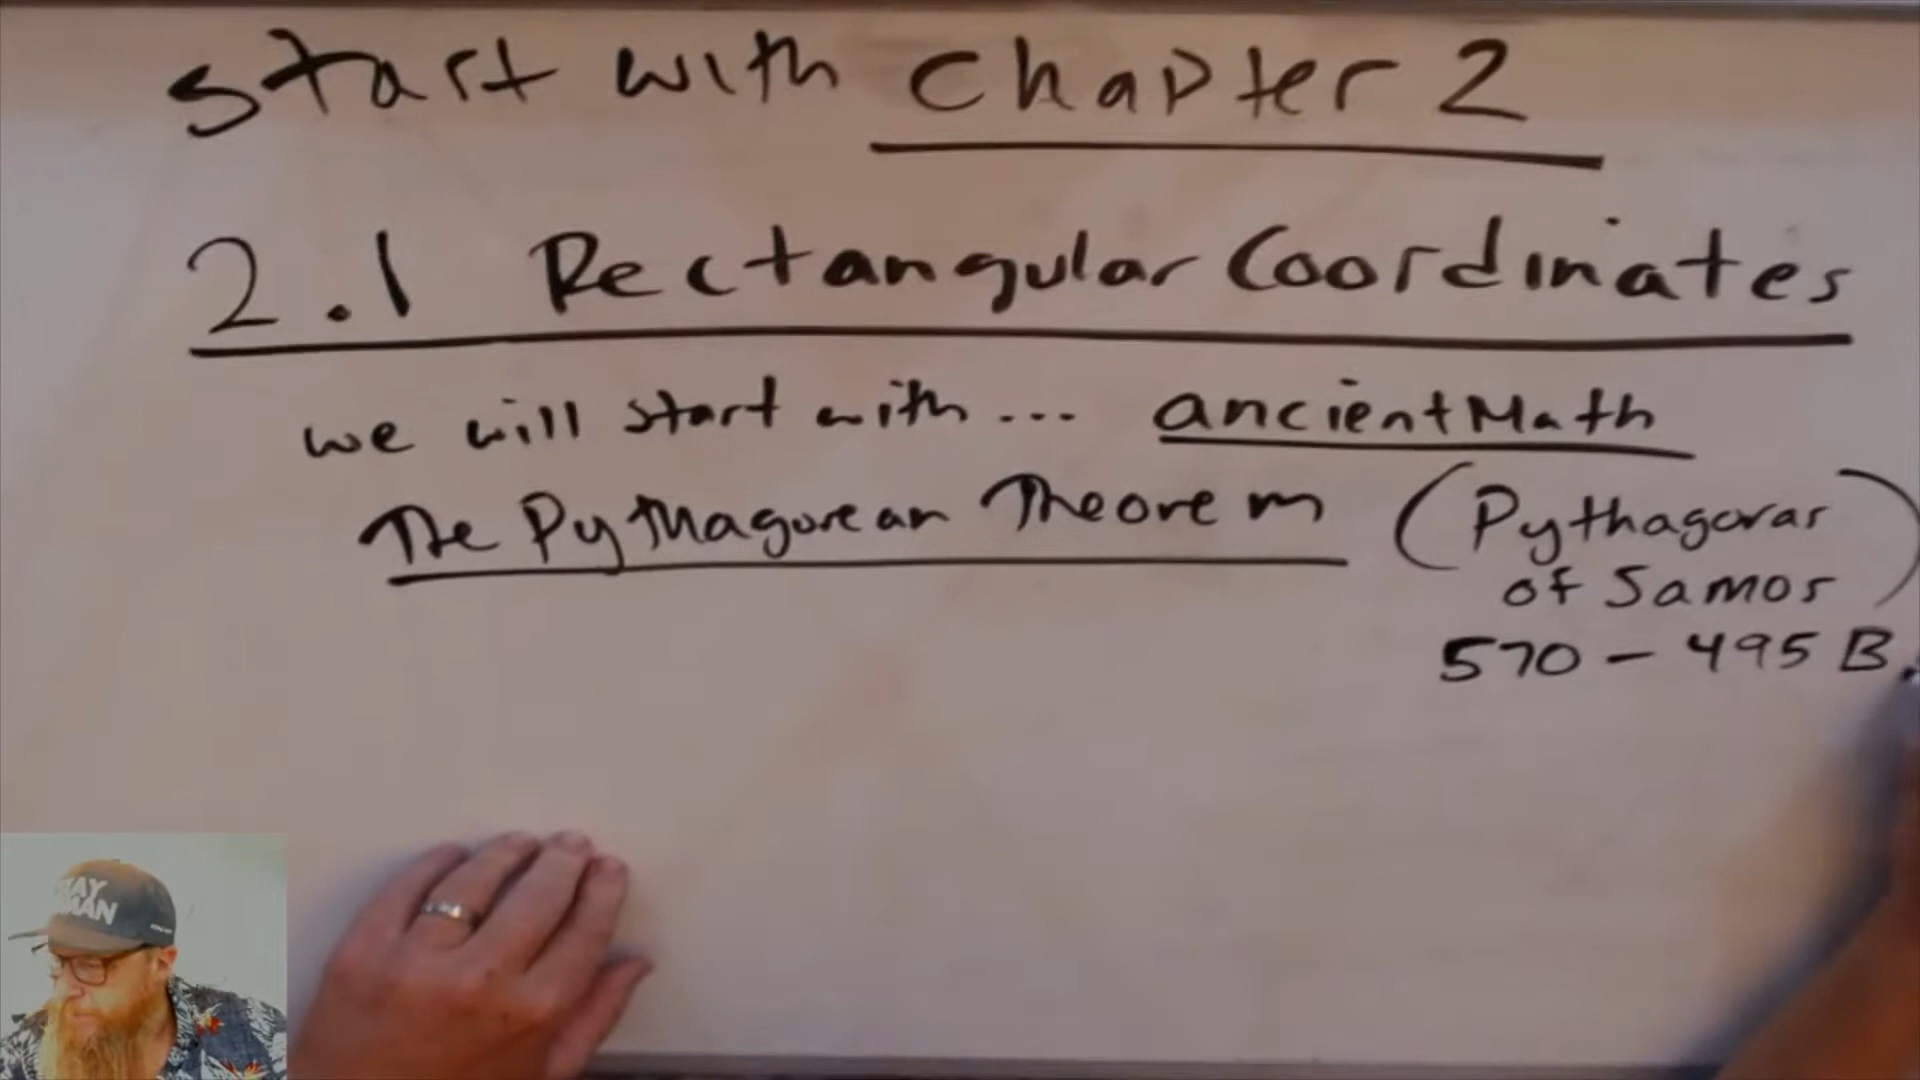 start with Chapter 2
2.1 Rectangular Coordinates
we will start with... ancient Math
The Pythagorean Theorem (Pythagoras
of Samos)
570 - 495 B.